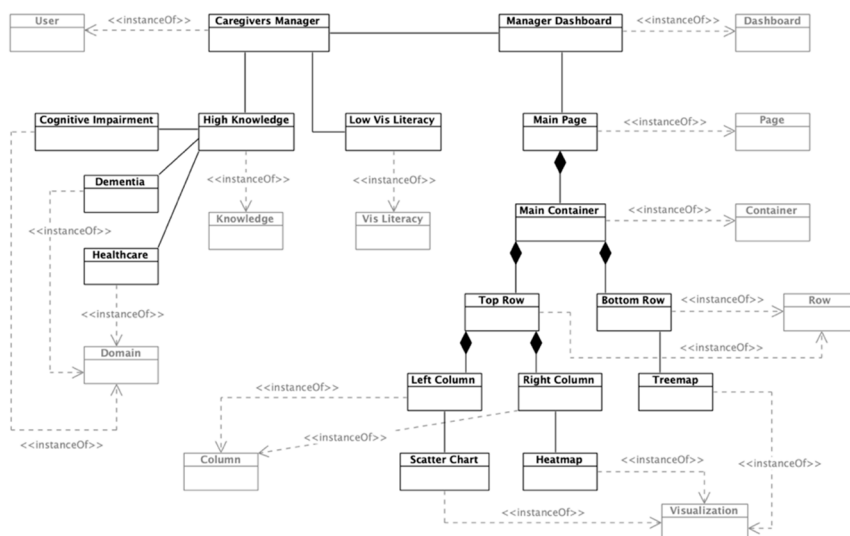 User
<<instanceOf>>
Caregivers Manager
Manager Dashboard
<<instanceOf>>
Dashboard
Cognitive Impairment
High Knowledge
Low Vis Literacy
Main Page
<<instanceOf>>
Page
Dementia
<<instanceOf>>
<<instanceOf>>
Knowledge
Vis Literacy
Main Container
<<instanceOf>>
Container
<<instanceOf>>
Healthcare
<<instanceOf>>
Top Row
Bottom Row
<<instanceOf>>
Row
<<instanceOf>>
Domain
<<instanceOf>>
Left Column
Right Column
Treemap
<<instanceOf>>
<<instanceOf>>
Column
Scatter Chart
Heatmap
<<instanceOf>>
<<instanceOf>>
<<instanceOf>>
Visualization